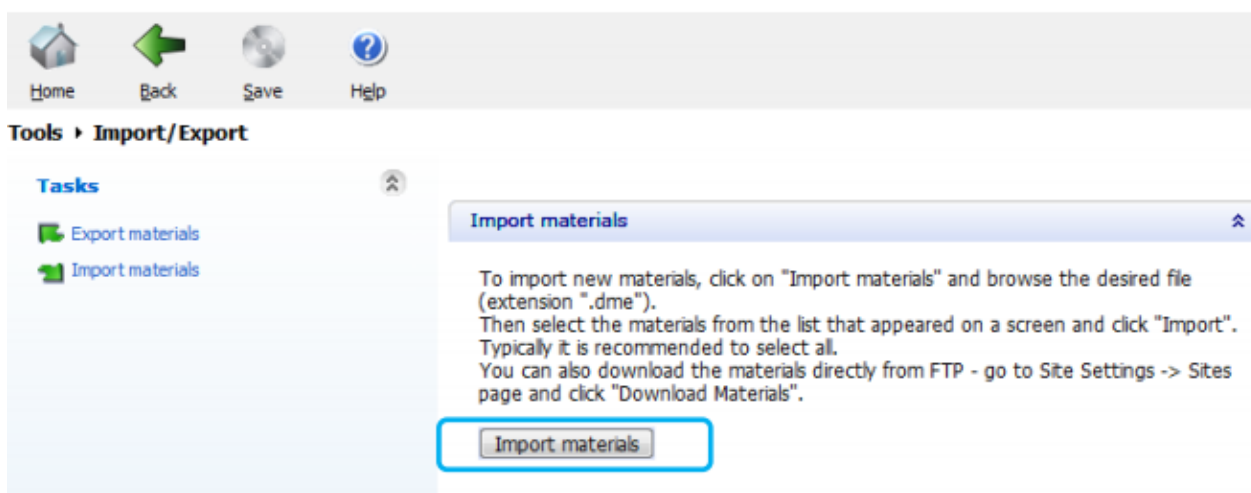 Home Back Save Help
Tools ▸ Import/Export
Tasks
Export materials
Import materials
Import materials
To import new materials, click on "Import materials" and browse the desired file
(extension ".dme").
Then select the materials from the list that appeared on a screen and click "Import".
Typically it is recommended to select all.
You can also download the materials directly from FTP - go to Site Settings -> Sites
page and click "Download Materials".
Import materials